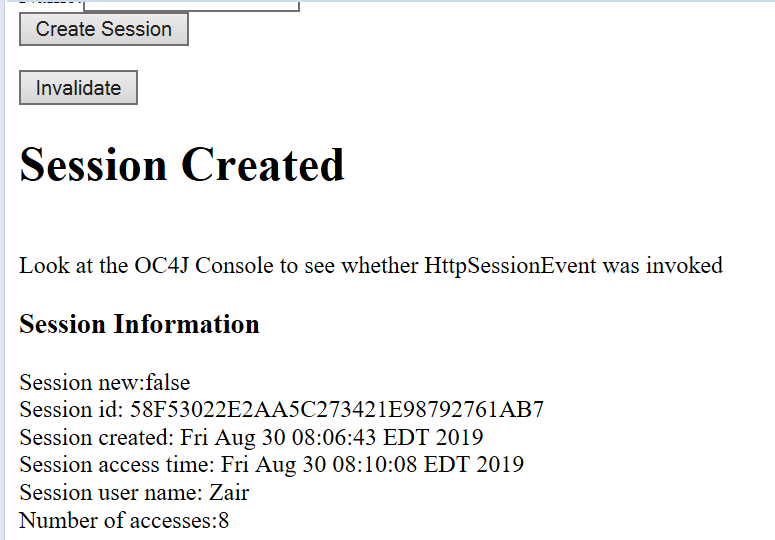 Create Session
Invalidate
Session Created
Look at the OC4J Console to see whether HttpSessionEvent was invoked
Session Information
Session new:false
Session id: 58F53022E2AA5C273421E98792761AB7
Session created: Fri Aug 30 08:06:43 EDT 2019
Session access time: Fri Aug 30 08:10:08 EDT 2019
Session user name: Zair
Number of accesses:8